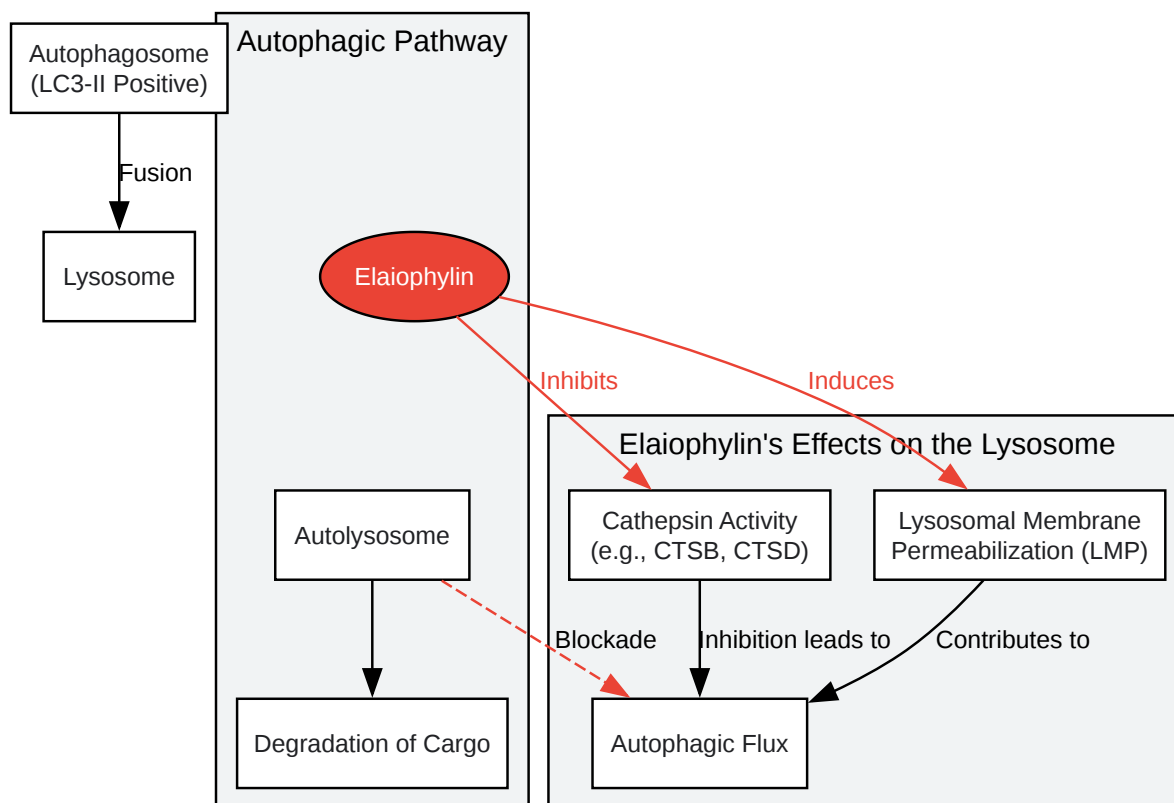 Autophagic Pathway
Autophagosome
(LC3-II Positive)
Fusion
Lysosome
Elaiophylin
Inhibits
Induces
Elaiophylin's Effects on the Lysosome
Autolysosome
Cathepsin Activity
(e.g., CTSB, CTSD)
Lysosomal Membrane
Permeabilization (LMP)
Blockade
Inhibition leads to
Contributes to
Degradation of Cargo
Autophagic Flux